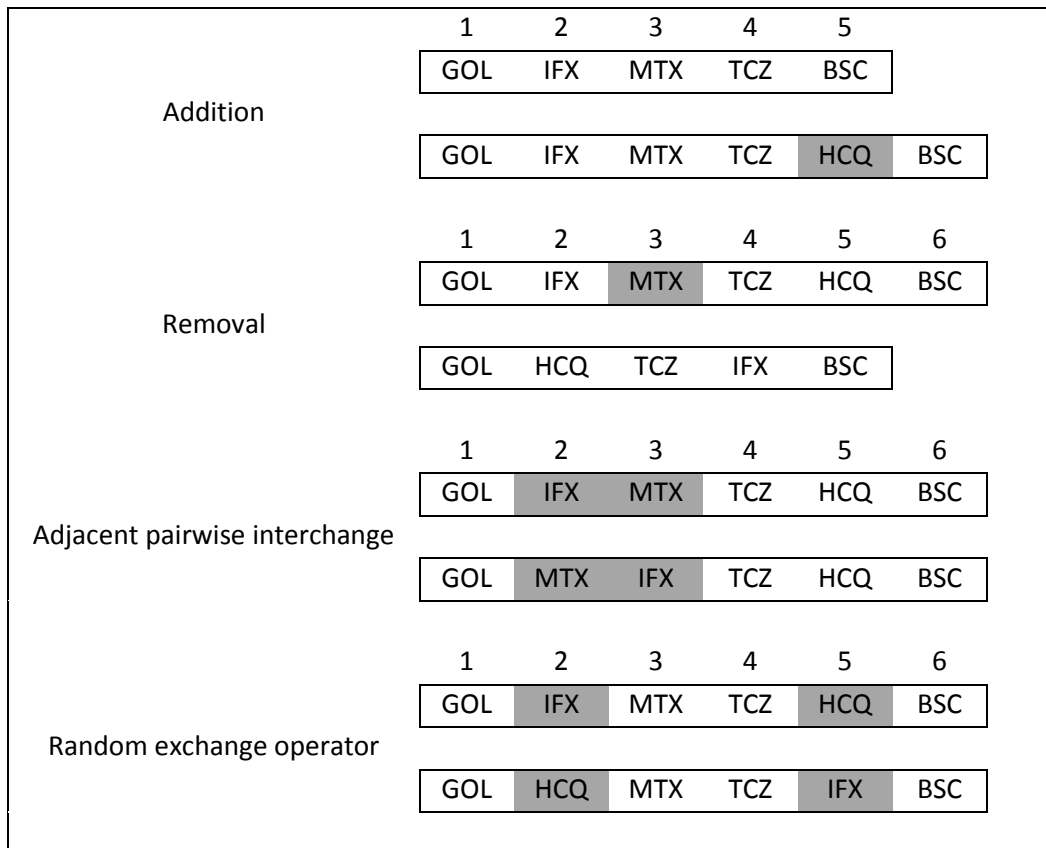 1 2 3 4 5
GOL IFX MTX TCZ BSC
Addition
GOL IFX MTX TCZ HCQ BSC
1 2 3 4 5 6
GOL IFX MTX TCZ HCQ BSC
Removal
GOL HCQ TCZ IFX BSC
1 2 3 4 5 6
GOL IFX MTX TCZ HCQ BSC
Adjacent pairwise interchange
GOL MTX IFX TCZ HCQ BSC
1 2 3 4 5 6
GOL IFX MTX TCZ HCQ BSC
Random exchange operator
GOL HCQ MTX TCZ IFX BSC